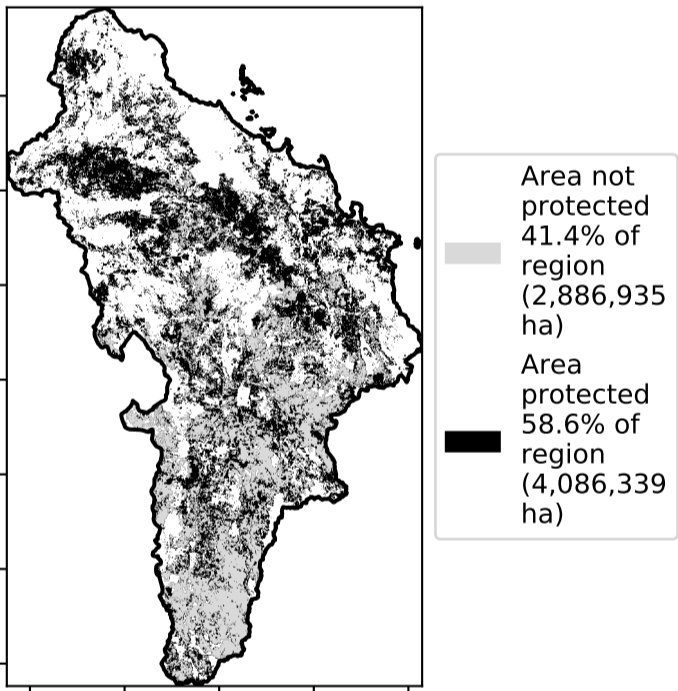 Area not
protected
41.4% of
region
(2,886,935
ha)
Area
protected
58.6% of
region
(4,086,339
ha)